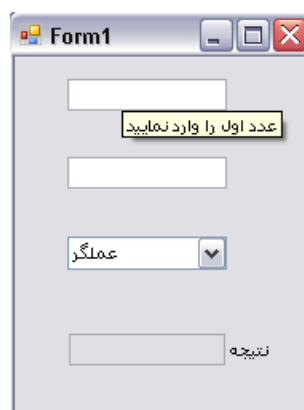 Form1
عدد اول را وارد نمایید
عملگر
نتیجه